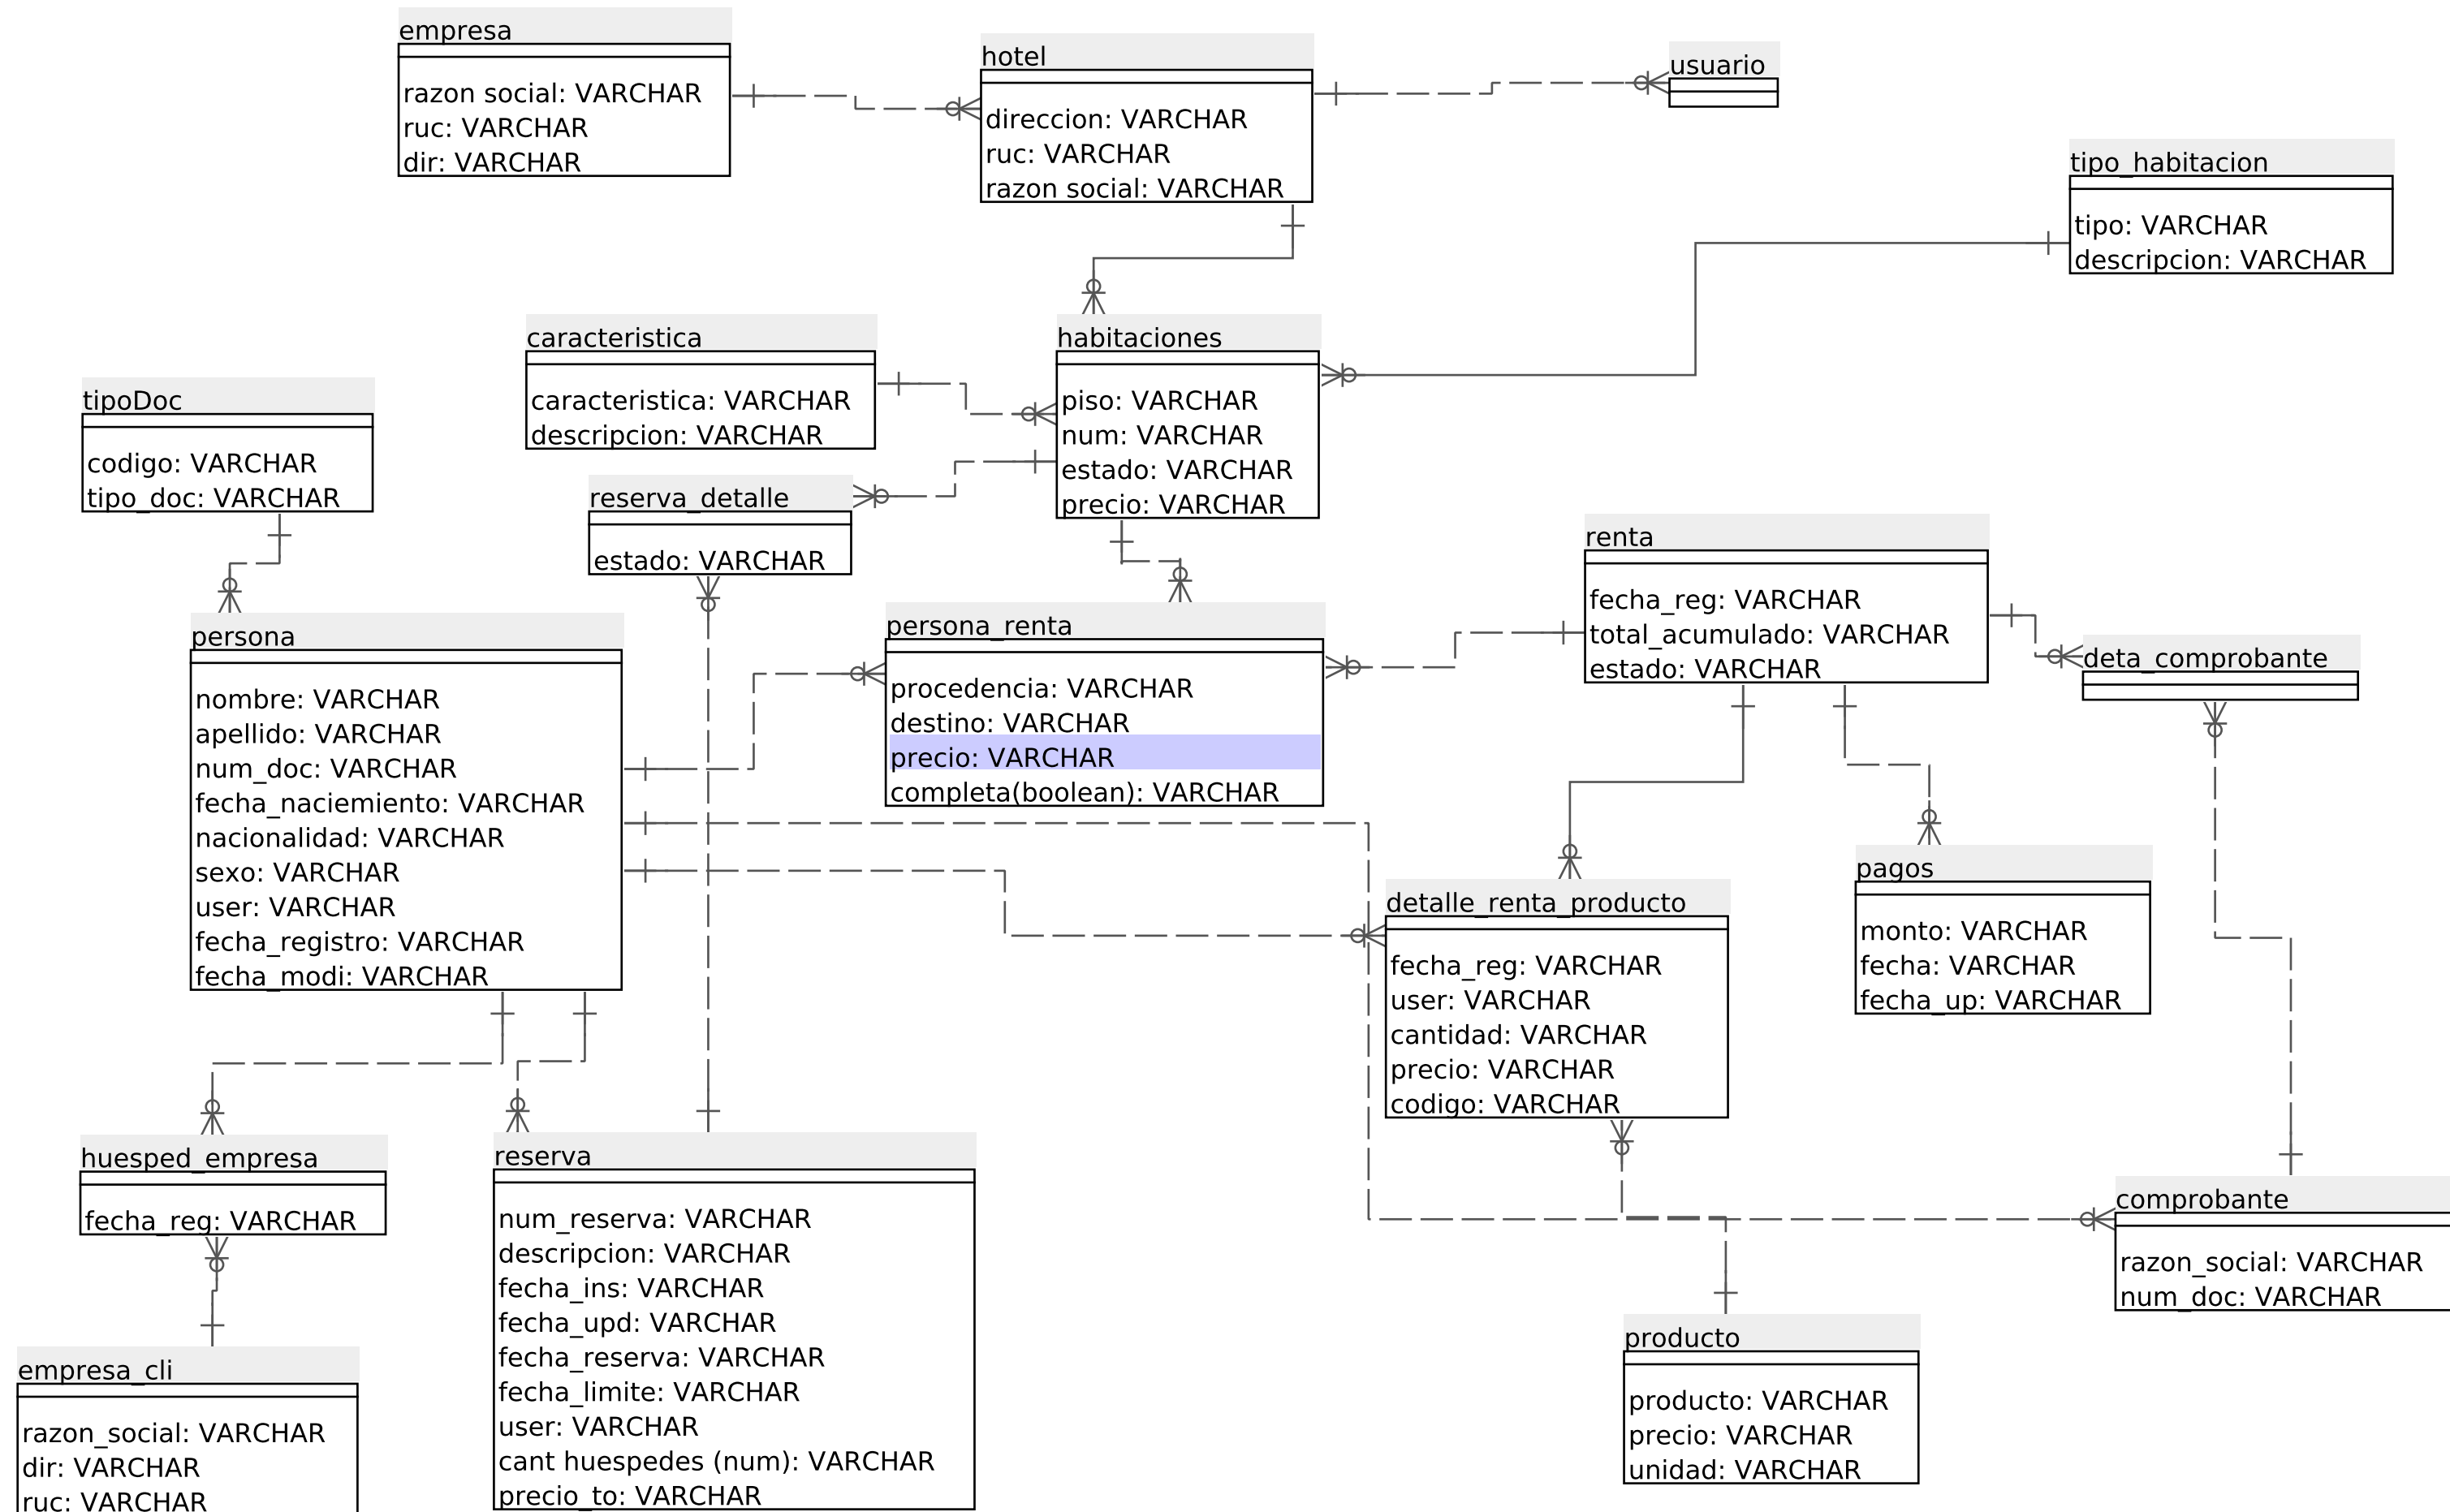 empresa
razon social: VARCHAR
ruc: VARCHAR
dir: VARCHAR
hotel
direccion: VARCHAR
ruc: VARCHAR
razon social: VARCHAR
usuario
tipo_habitacion
tipo: VARCHAR
descripcion: VARCHAR
caracteristica
caracteristica: VARCHAR
descripcion: VARCHAR
habitaciones
piso: VARCHAR
num: VARCHAR
estado: VARCHAR
precio: VARCHAR
tipoDoc
codigo: VARCHAR
tipo_doc: VARCHAR
reserva_detalle
estado: VARCHAR
renta
fecha_reg: VARCHAR
total_acumulado: VARCHAR
estado: VARCHAR
persona
nombre: VARCHAR
apellido: VARCHAR
num_doc: VARCHAR
fecha_naciemiento: VARCHAR
nacionalidad: VARCHAR
sexo: VARCHAR
user: VARCHAR
fecha_registro: VARCHAR
fecha_modi: VARCHAR
persona_renta
procedencia: VARCHAR
destino: VARCHAR
precio: VARCHAR
completa(boolean): VARCHAR
deta_comprobante
detalle_renta_producto
fecha_reg: VARCHAR
user: VARCHAR
cantidad: VARCHAR
precio: VARCHAR
codigo: VARCHAR
pagos
monto: VARCHAR
fecha: VARCHAR
fecha_up: VARCHAR
huesped_empresa
fecha_reg: VARCHAR
reserva
num_reserva: VARCHAR
descripcion: VARCHAR
fecha_ins: VARCHAR
fecha_upd: VARCHAR
fecha_reserva: VARCHAR
fecha_limite: VARCHAR
user: VARCHAR
cant huespedes (num): VARCHAR
precio_to: VARCHAR
comprobante
razon_social: VARCHAR
num_doc: VARCHAR
producto
producto: VARCHAR
precio: VARCHAR
unidad: VARCHAR
empresa_cli
razon_social: VARCHAR
dir: VARCHAR
ruc: VARCHAR